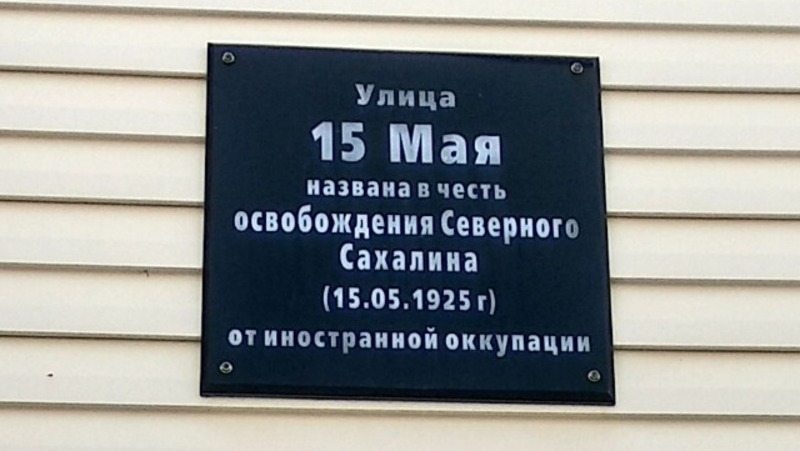 Улица
15 Мая
названа в честь
освобождения Северного
Сахалина
(15.05.1925 г)
от иностранной оккупации